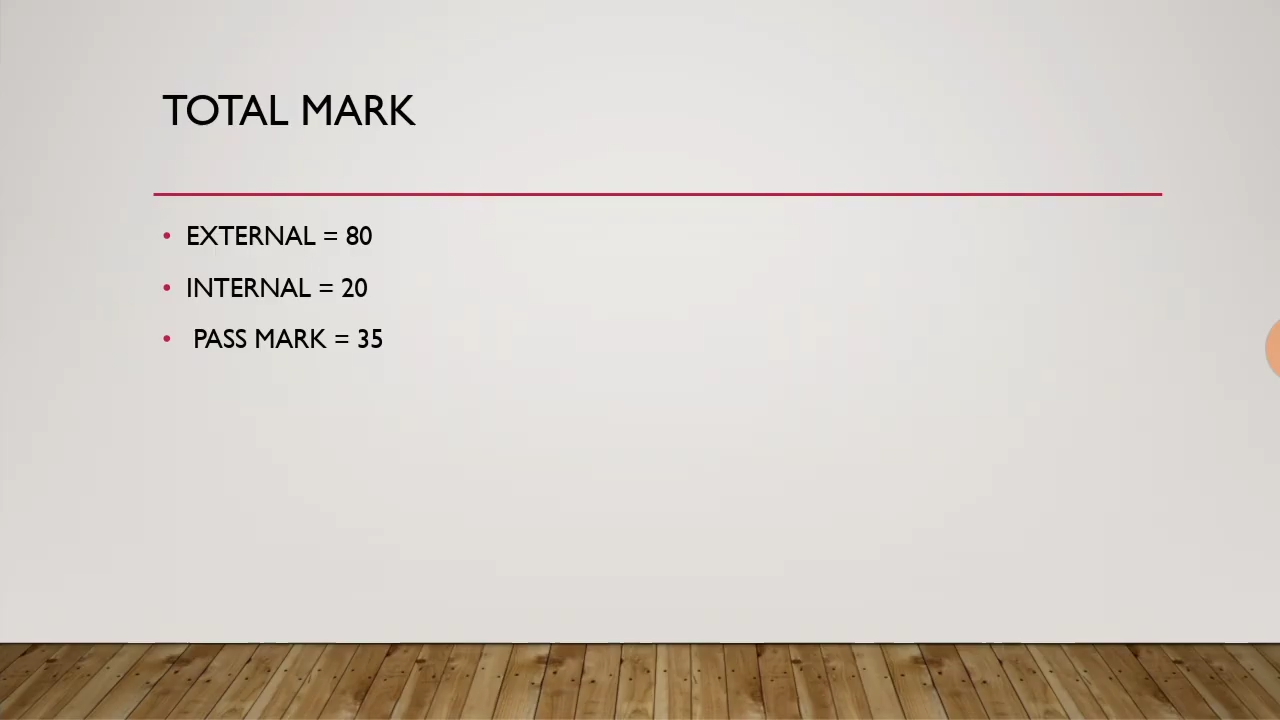 TOTAL MARK
• EXTERNAL = 80
• INTERNAL = 20
• PASS MARK = 35